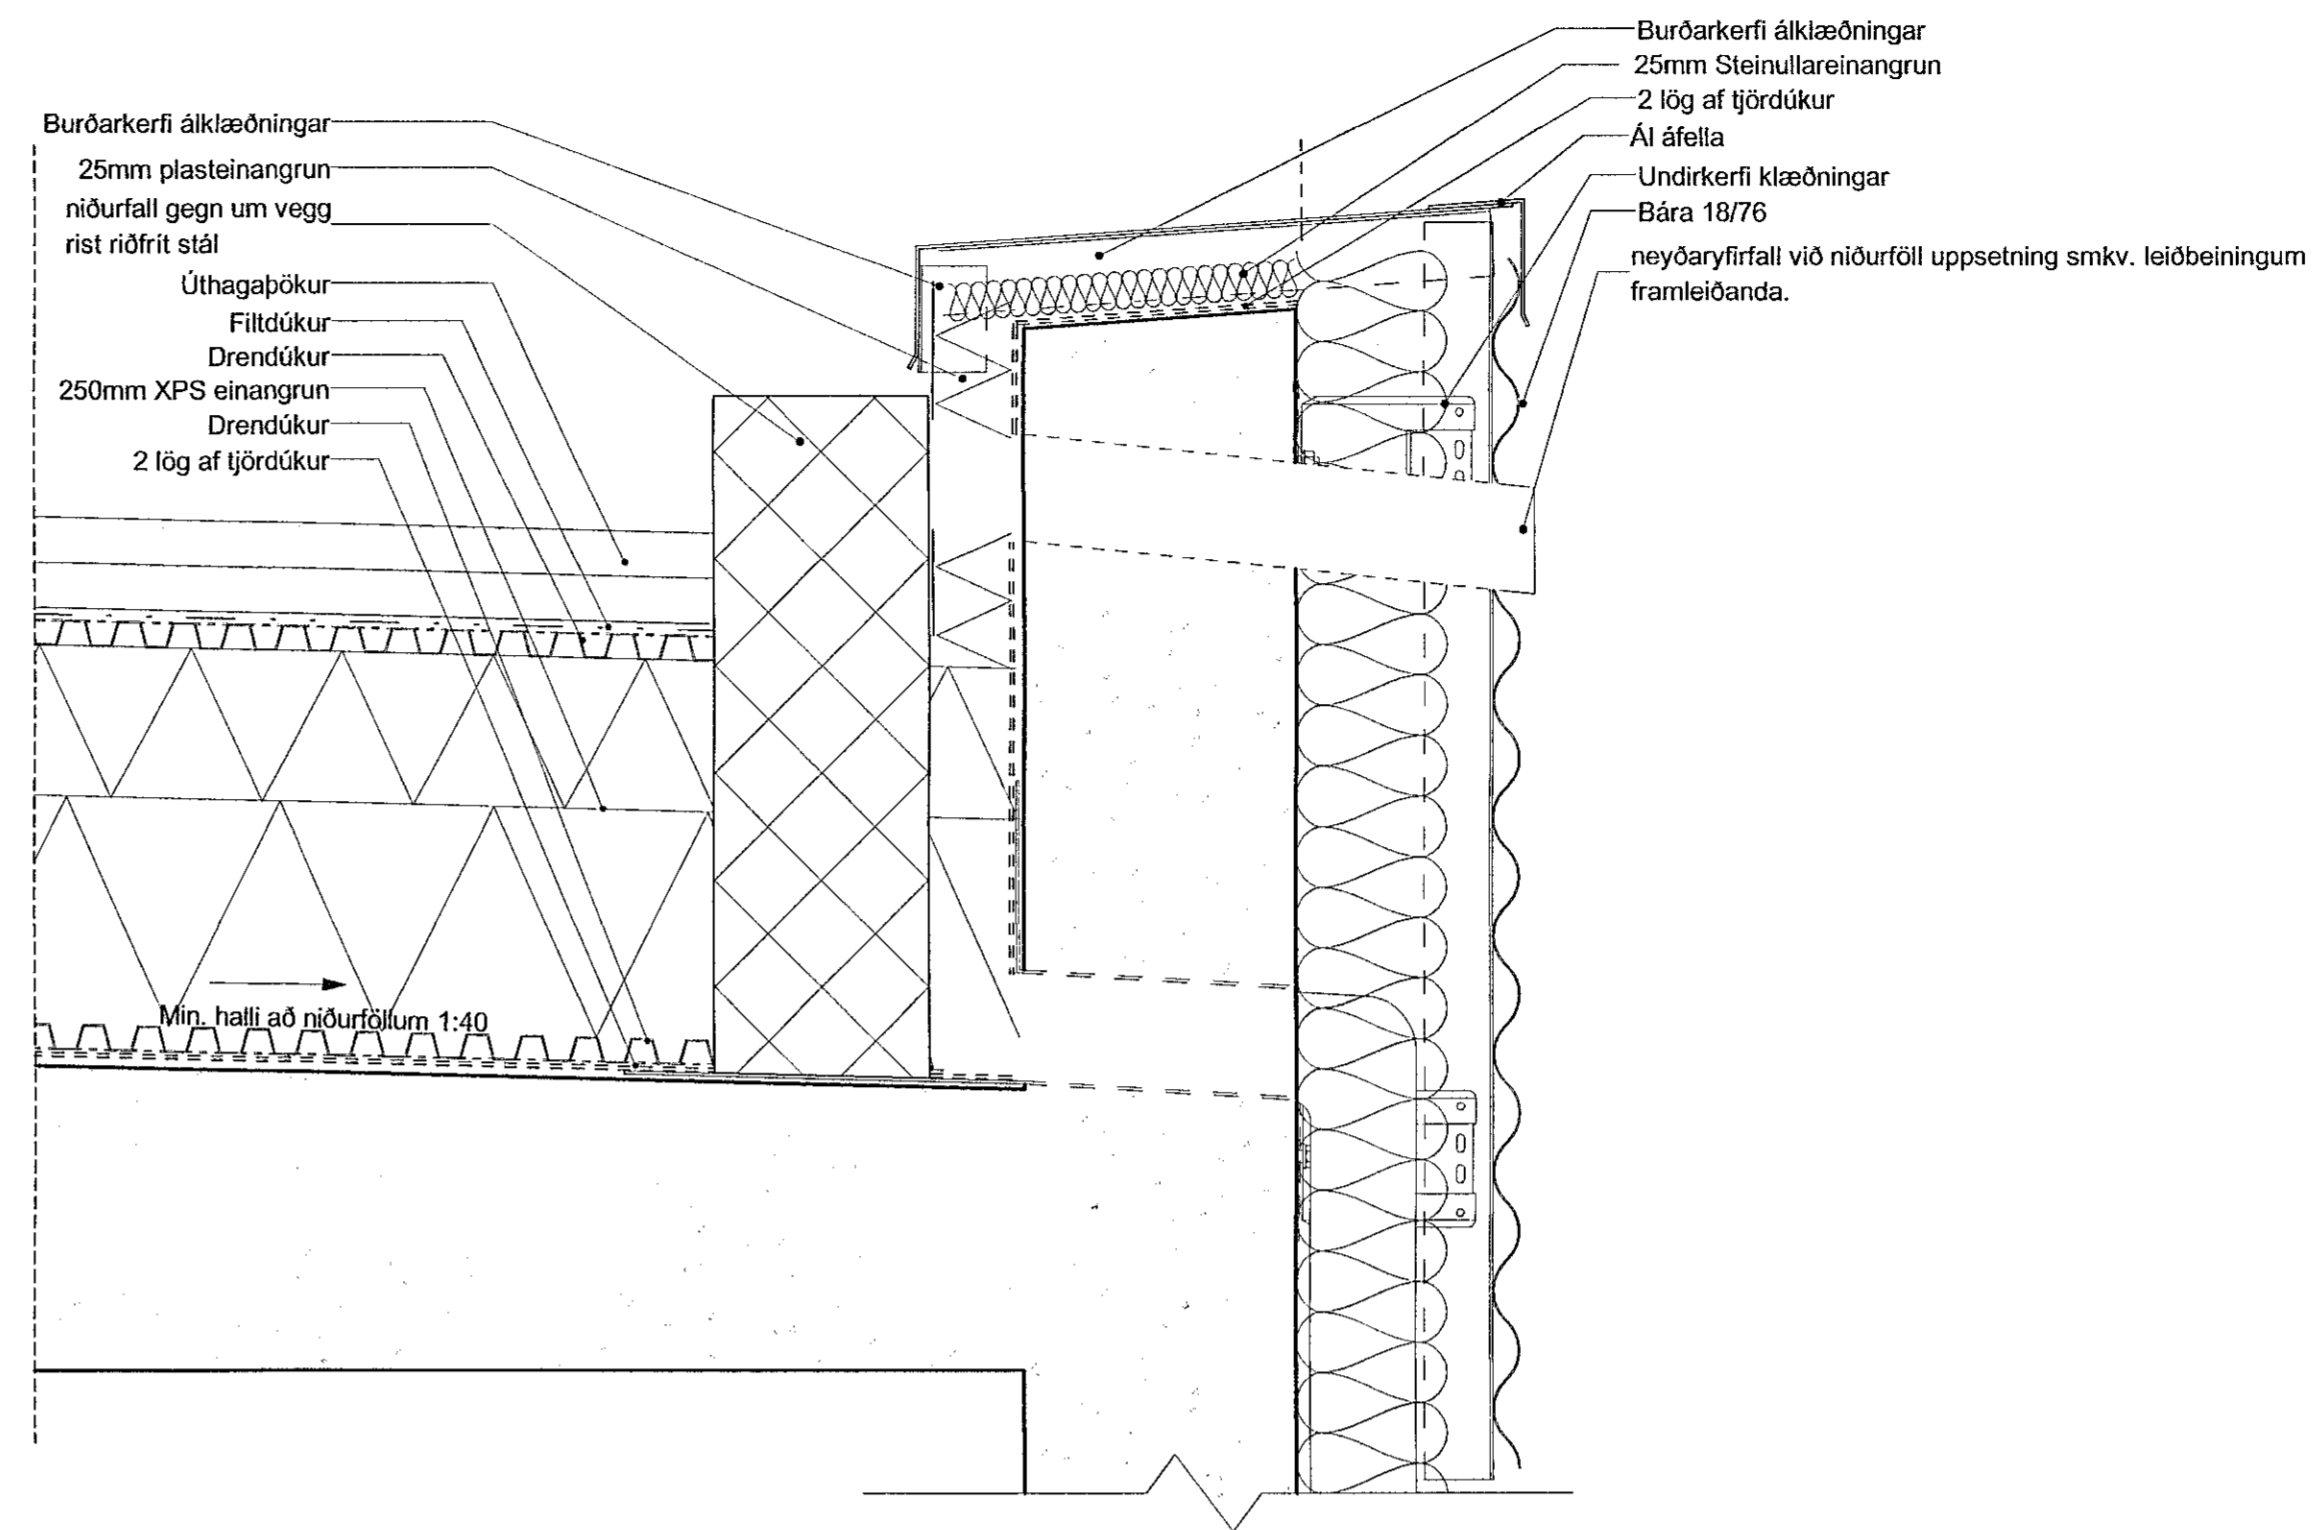 Burðarkerfi álklæðningar
25mm plasteinangrun
niðurfall gegn um vegg
rist riðfrít stál
Úthagaþökur
Filtdúkur
Drendúkur
250mm XPS einangrun
Drendúkur
2 lög af tjördúkur
Min. halli að niðurföllum 1:40
Burðarkerfi álklæðningar
25mm Steinullareinangrun
2 lög af tjördúkur
Ál áfella
Undirkerfi klæðningar
Bára 18/76
neyðaryfirfall við niðurföll uppsetning smkv. leiðbeiningum
framleiðanda.